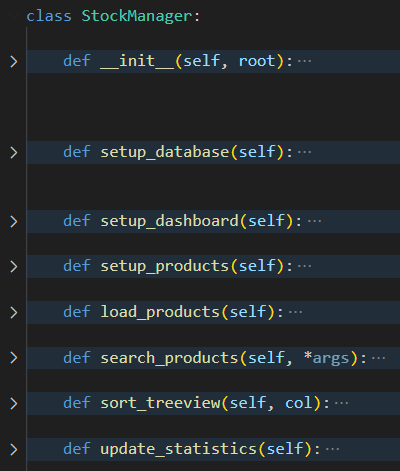 class StockManager:
def __init__(self, root):···
def setup_database(self):···
def setup_dashboard(self):···
def setup_products(self):···
def load_products(self):···
def search_products(self, *args):···
def sort_treeview(self, col):···
def update_statistics(self):···